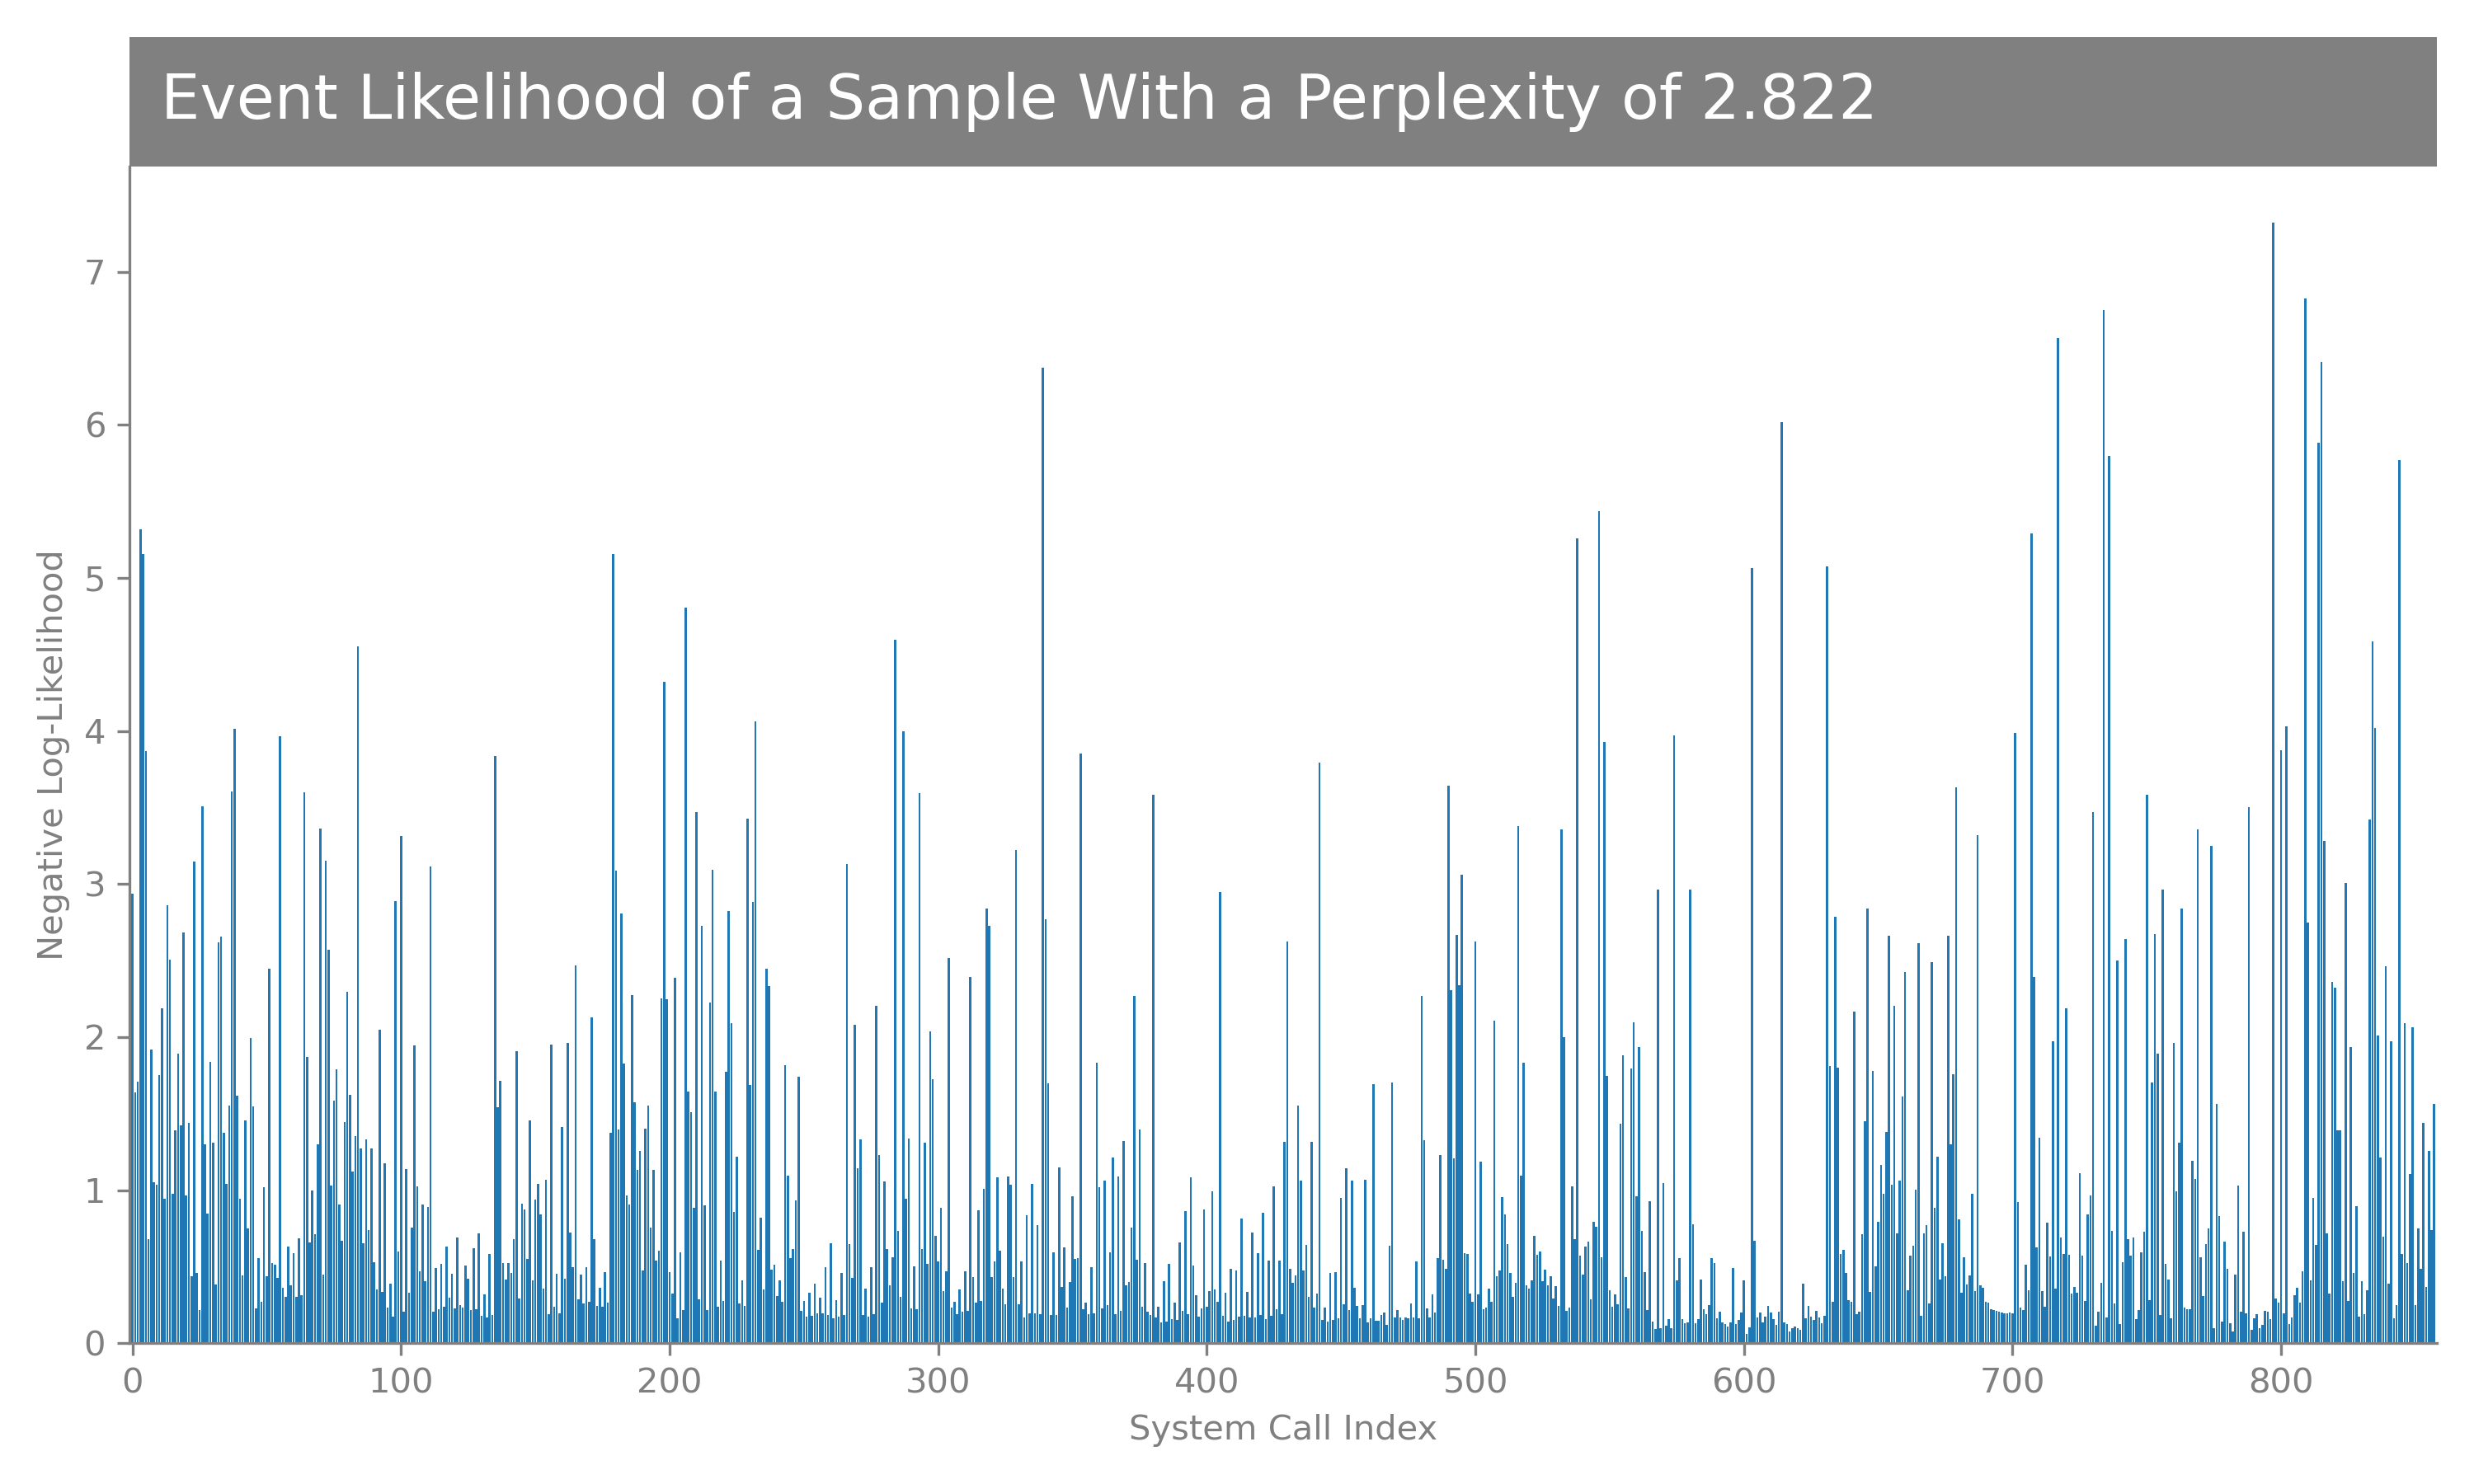 Event Likelihood of a Sample With a Perplexity of 2.822
7
6
5
4
3
2
1
0
Negative Log-Likelihood
0 100 200 300 400 500 600 700 800
System Call Index